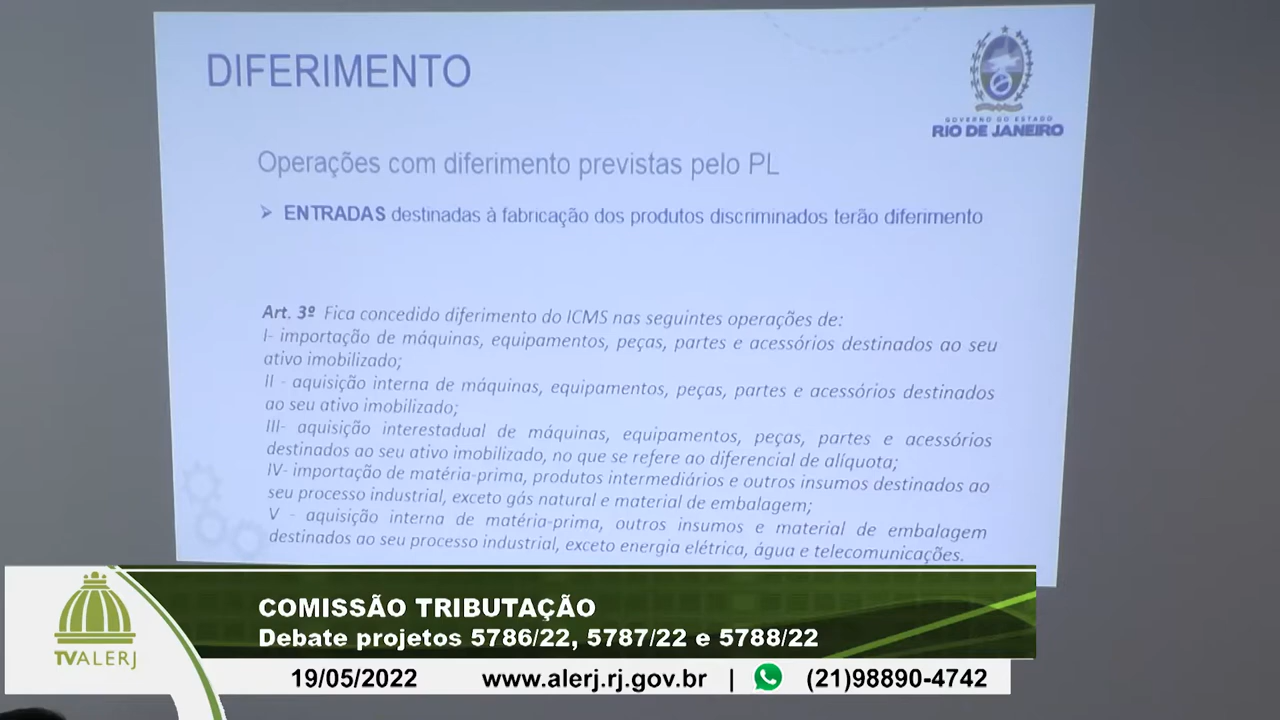 DIFERIMENTO
GOVERNO DO ESTADO
RIO DE JANEIRO
Operações com diferimento previstas pelo PL
➢ ENTRADAS destinadas à fabricação dos produtos discriminados terão diferimento
Art. 3º Fica concedido diferimento do ICMS nas seguintes operações de:
I- importação de máquinas, equipamentos, peças, partes e acessórios destinados ao seu
ativo imobilizado;
II - aquisição interna de máquinas, equipamentos, peças, partes e acessórios destinados
ao seu ativo imobilizado;
III- aquisição interestadual de máquinas, equipamentos, peças, partes e acessórios
destinados ao seu ativo imobilizado, no que se refere ao diferencial de alíquota;
IV- importação de matéria-prima, produtos intermediários e outros insumos destinados ao
seu processo industrial, exceto gás natural e material de embalagem;
V - aquisição interna de matéria-prima, outros insumos e material de embalagem
destinados ao seu processo industrial, exceto energia elétrica, água e telecomunicações.
COMISSÃO TRIBUTAÇÃO
Debate projetos 5786/22, 5787/22 e 5788/22
TVALERJ
19/05/2022 www.alerj.rj.gov.br | (21)98890-4742